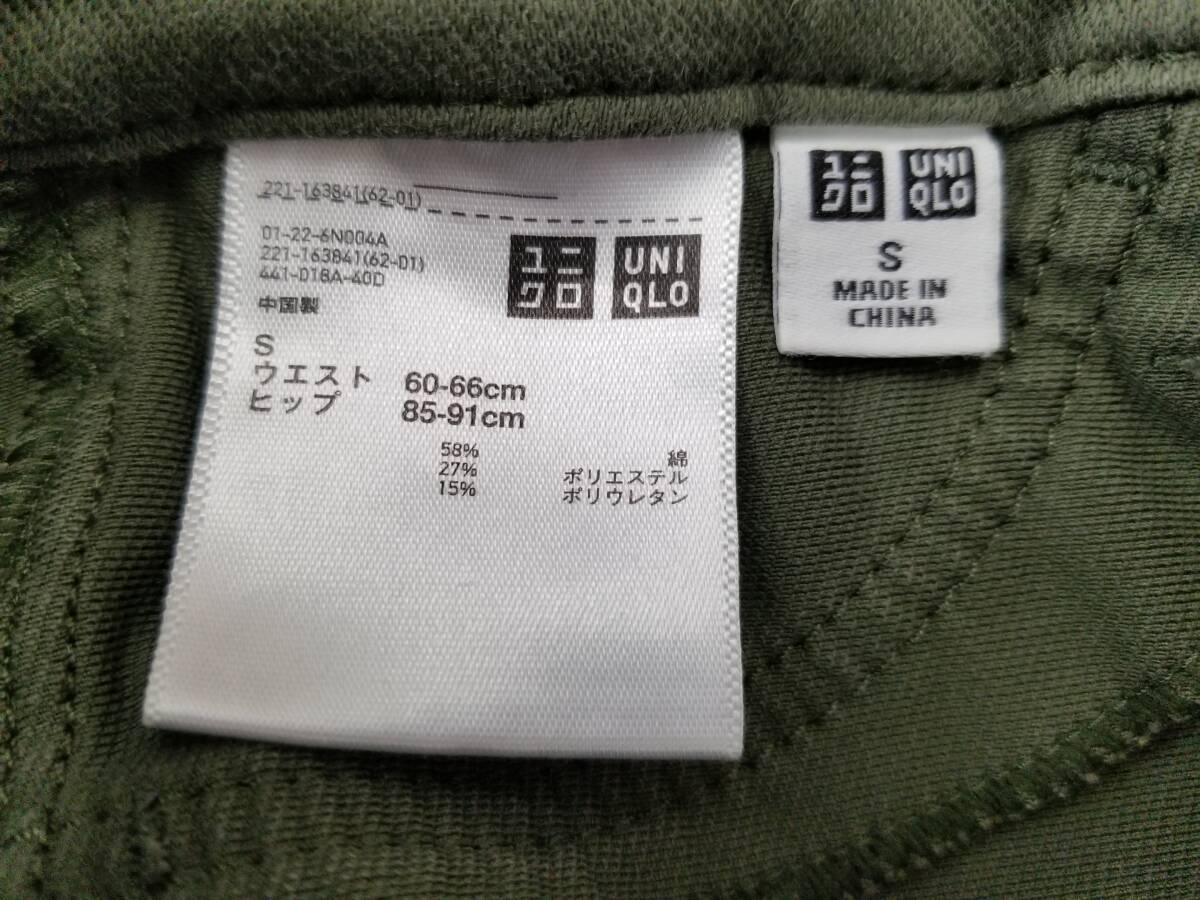 221-163841(62-01)
01-22-6N004A
221-163841(62-01)
441-018A-40D
中国製
ユニ
クロ
UNI
QLO
S
ウエスト 60-66cm
ヒップ 85-91cm
58% 綿
27% ポリエステル
15% ポリウレタン
ユニ
クロ
UNI
QLO
S
MADE IN
CHINA